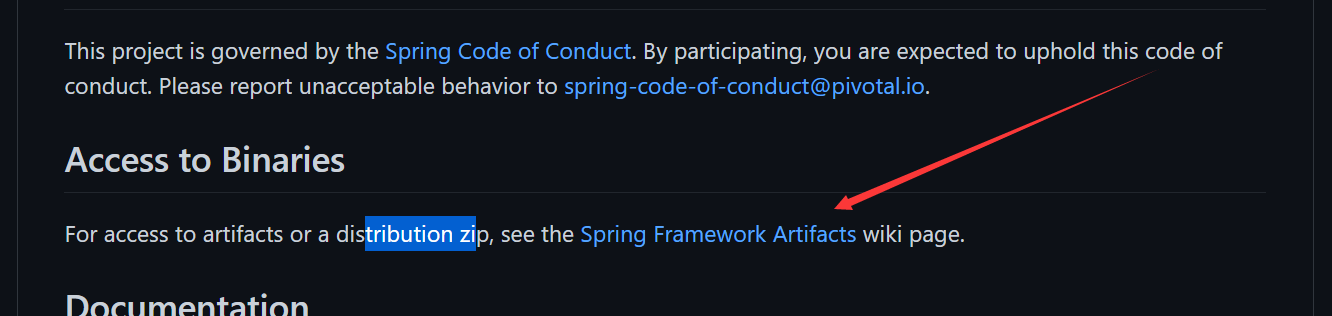 This project is governed by the Spring Code of Conduct. By participating, you are expected to uphold this code of
conduct. Please report unacceptable behavior to spring-code-of-conduct@pivotal.io.
Access to Binaries
For access to artifacts or a distribution zip, see the Spring Framework Artifacts wiki page.
Documentation